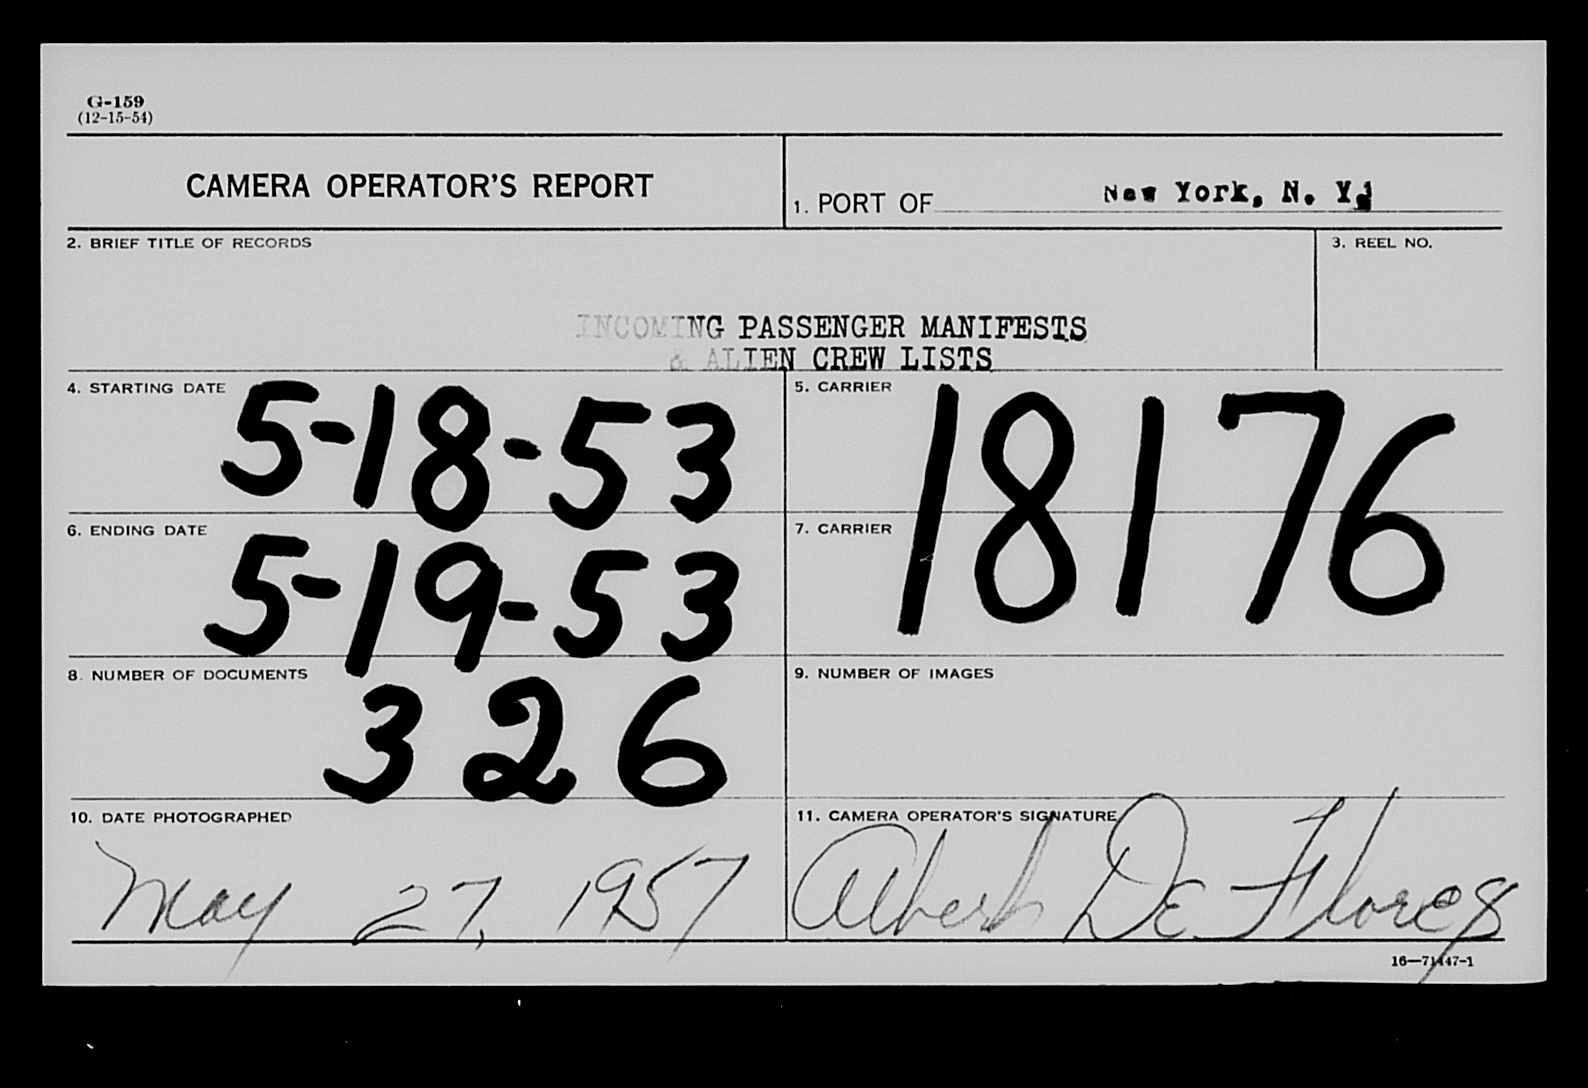 G-159
(12-15-54)
CAMERA OPERATOR'S REPORT
1. PORT OF New York, N. Y.
2. BRIEF TITLE OF RECORDS
3. REEL NO.
INCOMING PASSENGER MANIFESTS
& ALIEN CREW LISTS
4. STARTING DATE 5-18-53
5. CARRIER
18176
6. ENDING DATE 5-19-53
7. CARRIER
8. NUMBER OF DOCUMENTS 326
9. NUMBER OF IMAGES
10. DATE PHOTOGRAPHED
May 27, 1957
11. CAMERA OPERATOR'S SIGNATURE
Albert De Flores
16—71447-1